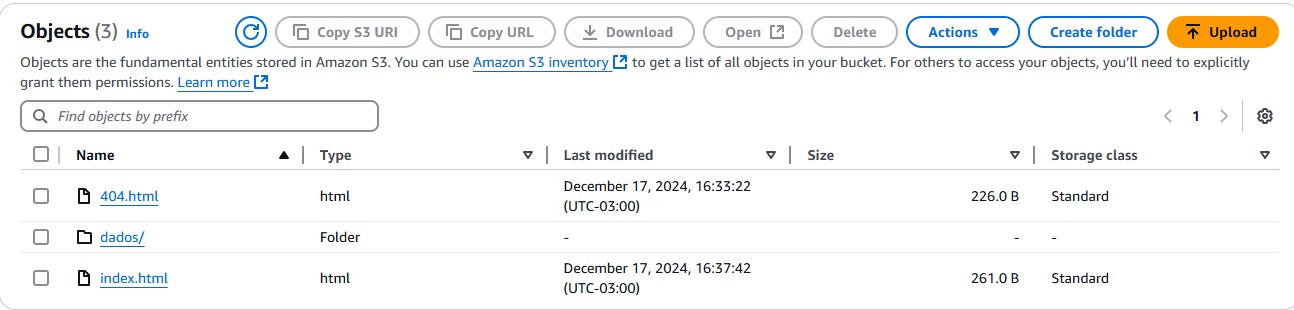 Objects (3) Info Copy S3 URI Copy URL Download Open Delete Actions Create folder Upload
Objects are the fundamental entities stored in Amazon S3. You can use Amazon S3 inventory to get a list of all objects in your bucket. For others to access your objects, you’ll need to explicitly
grant them permissions. Learn more
Find objects by prefix 1
Name Type Last modified Size Storage class
404.html html December 17, 2024, 16:33:22 (UTC-03:00) 226.0 B Standard
dados/ Folder - - -
index.html html December 17, 2024, 16:37:42 (UTC-03:00) 261.0 B Standard